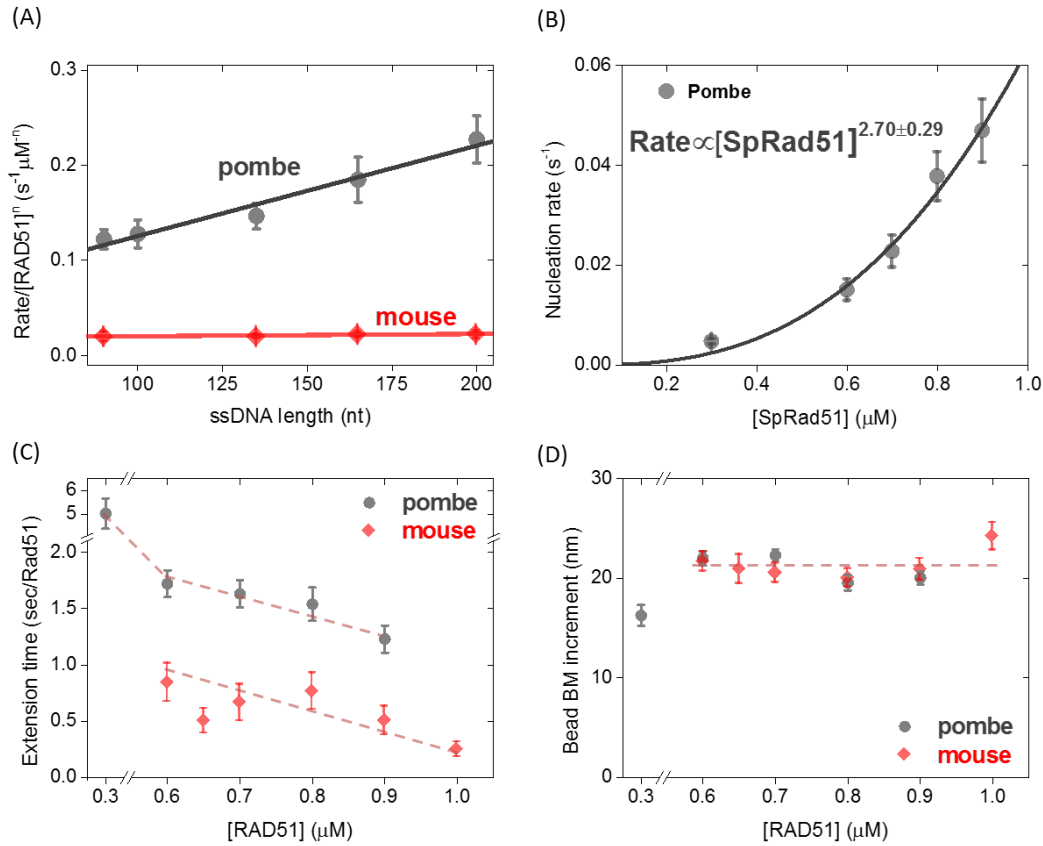 (A)
0.3
0.2
0.1
0.0
Rate/[RAD51]ⁿ (s⁻¹μM⁻ⁿ)
pombe
mouse
100
125
150
175
200
ssDNA length (nt)
(B)
0.06
0.04
0.02
0.00
Nucleation rate (s⁻¹)
Pombe
Rate∝[SpRad51]²·⁷⁰±⁰·²⁹
0.2
0.4
0.6
0.8
1.0
[SpRad51] (μM)
(C)
6
5
2.0
1.5
1.0
0.5
0.0
Extension time (sec/Rad51)
pombe
mouse
0.3
0.6
0.7
0.8
0.9
1.0
[RAD51] (μM)
(D)
30
20
10
0
Bead BM increment (nm)
pombe
mouse
0.3
0.6
0.7
0.8
0.9
1.0
[RAD51] (μM)